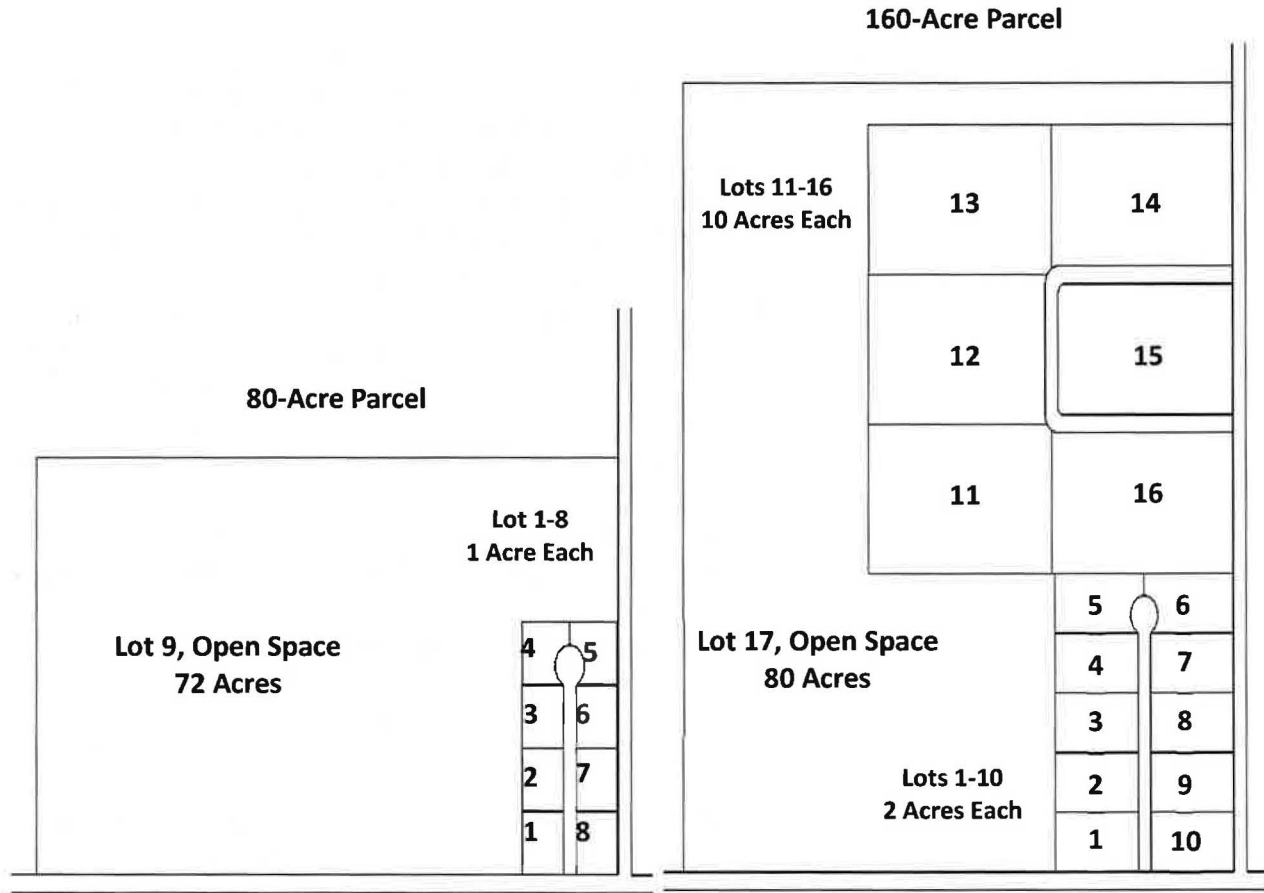 160-Acre Parcel
Lots 11-16
10 Acres Each
13
14
12
15
11
16
5
6
Lot 17, Open Space
80 Acres
4
7
3
8
Lots 1-10
2 Acres Each
2
9
1
10
80-Acre Parcel
Lot 1-8
1 Acre Each
Lot 9, Open Space
72 Acres
4
5
3
6
2
7
1
8